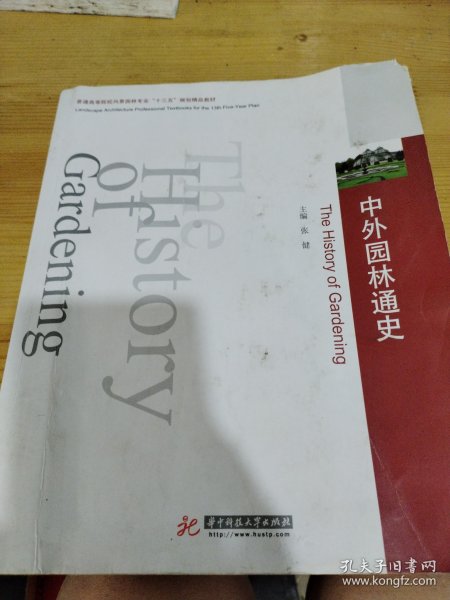 普通高等院校风景园林专业“十三五”规划精品教材
Landscape Architecture Professional Textbooks for the 13th Five-Year Plan
The
History
of
Gardening
主编 张 健
The History of Gardening
中外园林通史
华中科技大学出版社
http://www.hustp.com
孔夫子旧书网
www.kongfz.com